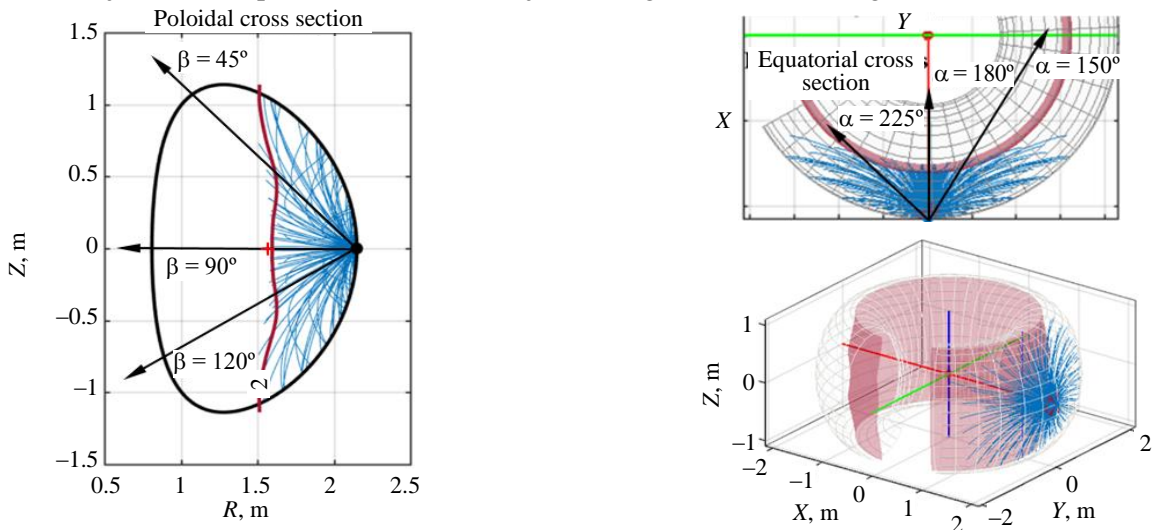 Poloidal cross section
1.5
1
0.5
0
−0.5
−1
−1.5
Z, m
β = 45º
β = 90º
β = 120º
2
0.5 1 1.5 2 2.5
R, m
Y
Equatorial cross
section
α = 180º
α = 150º
α = 225º
X
1
0
−1
Z, m
−2 −1 0 1 2
X, m
−2 0 2
Y, m